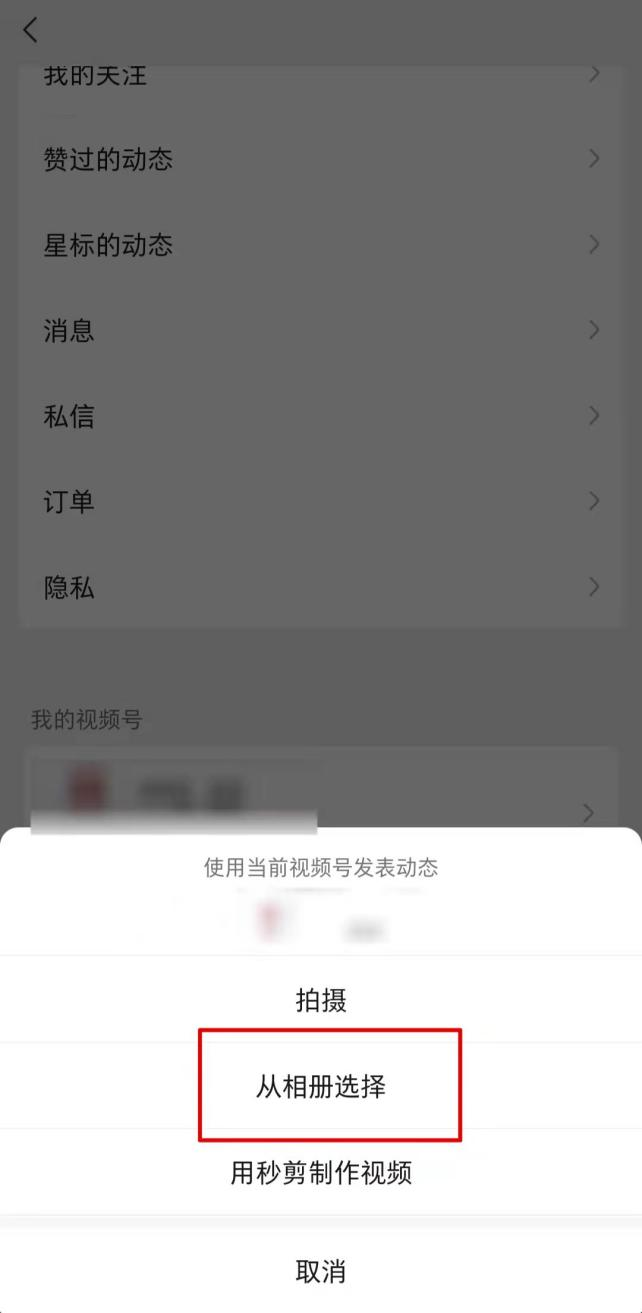 我的关注
赞过的动态
星标的动态
消息
私信
订单
隐私
我的视频号
使用当前视频号发表动态
拍摄
从相册选择
用秒剪制作视频
取消